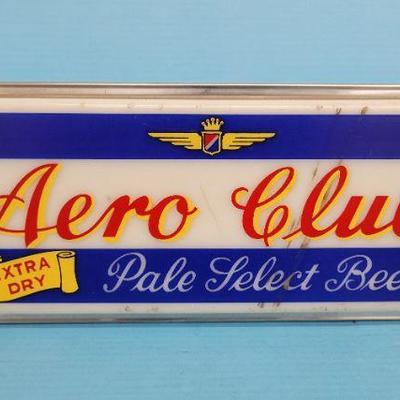 Aero Club
EXTRA
DRY
Pale Select Beer